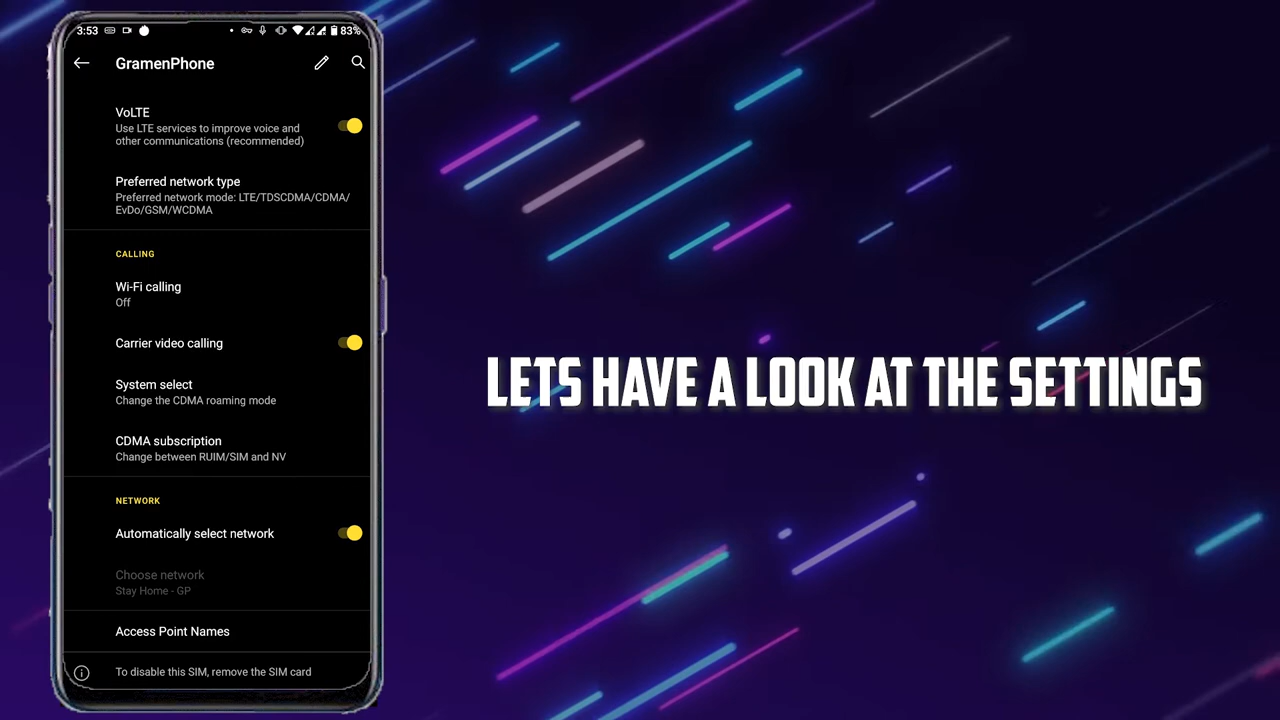 3:53
83%
GramenPhone
VoLTE
Use LTE services to improve voice and
other communications (recommended)
Preferred network type
Preferred network mode: LTE/TDSCDMA/CDMA/
EvDo/GSM/WCDMA
CALLING
Wi-Fi calling
Off
Carrier video calling
System select
Change the CDMA roaming mode
CDMA subscription
Change between RUIM/SIM and NV
NETWORK
Automatically select network
Choose network
Stay Home - GP
Access Point Names
To disable this SIM, remove the SIM card
LETS HAVE A LOOK AT THE SETTINGS